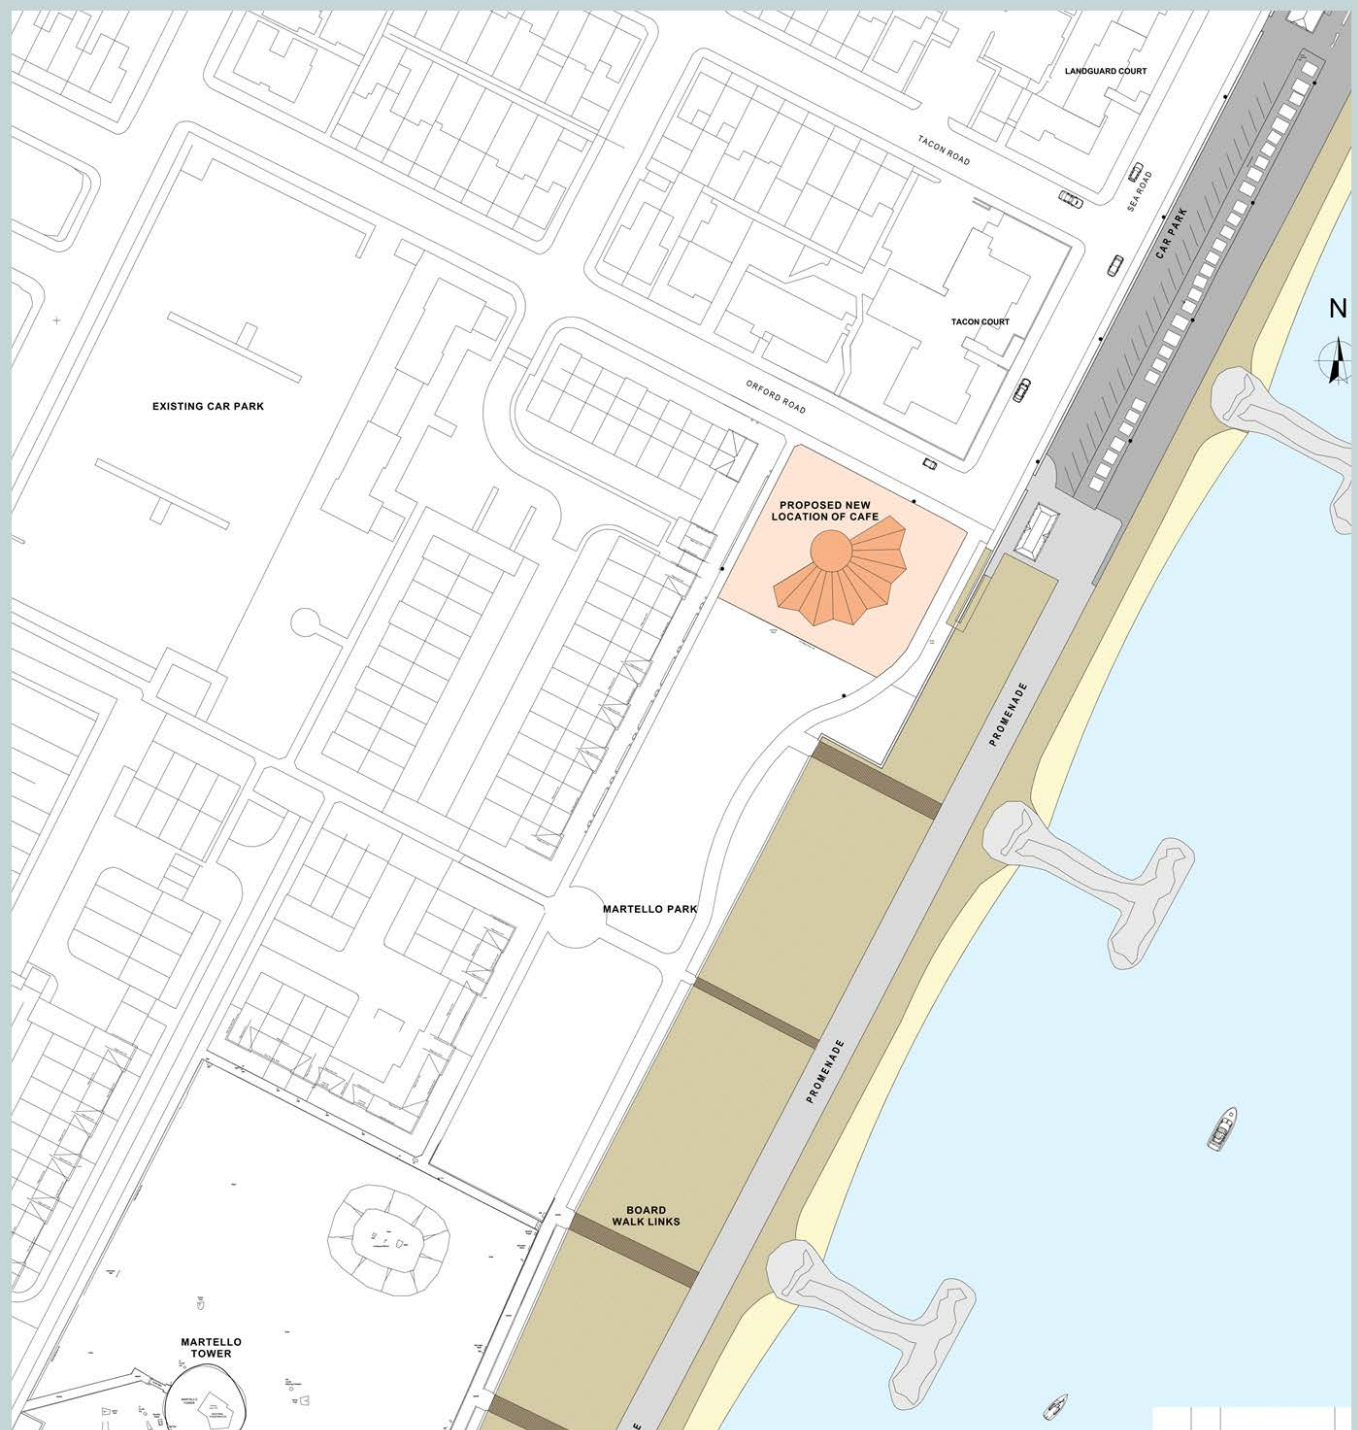 LANDGUARD COURT
TACON ROAD
SEA ROAD
CAR PARK
N
TACON COURT
ORFORD ROAD
EXISTING CAR PARK
PROPOSED NEW
LOCATION OF CAFE
PROMENADE
MARTELLO PARK
PROMENADE
BOARD
WALK LINKS
MARTELLO
TOWER
E